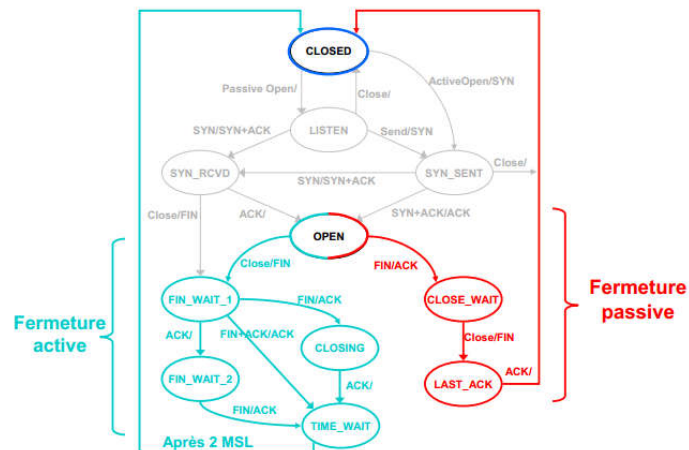 CLOSED
Passive Open/
Close/
ActiveOpen/SYN
SYN/SYN+ACK
LISTEN
Send/SYN
SYN_RCVD
SYN/SYN+ACK
SYN_SENT
Close/
Close/FIN
ACK/
SYN+ACK/ACK
OPEN
Close/FIN
FIN/ACK
Fermeture
active
FIN_WAIT_1
FIN/ACK
CLOSE_WAIT
Fermeture
passive
ACK/
FIN+ACK/ACK
CLOSING
Close/FIN
FIN_WAIT_2
ACK/
LAST_ACK
ACK/
FIN/ACK
TIME_WAIT
Après 2 MSL